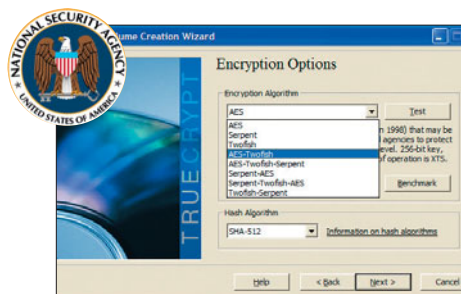 NATIONAL SECURITY AGENCY
UNITED STATES OF AMERICA
ume Creation Wizard
TRUECRYPT
Encryption Options
Encryption Algorithm
AES
Test
AES
Serpent
Twofish
AES-Twofish
AES-Twofish-Serpent
Serpent-AES
Serpent-Twofish-AES
Twofish-Serpent
n 1998) that may be
agencies to protect
evel. 256-bit key,
of operation is XTS.
Benchmark
Hash Algorithm
SHA-512
Information on hash algorithms
Help
< Back
Next >
Cancel